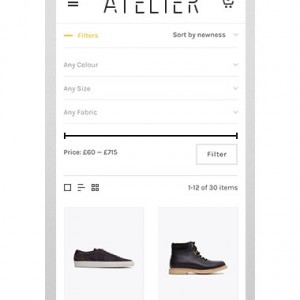 ATELIER
Filters
Sort by newness
Any Colour
Any Size
Any Fabric
Price: £60 — £715
Filter
1-12 of 30 items